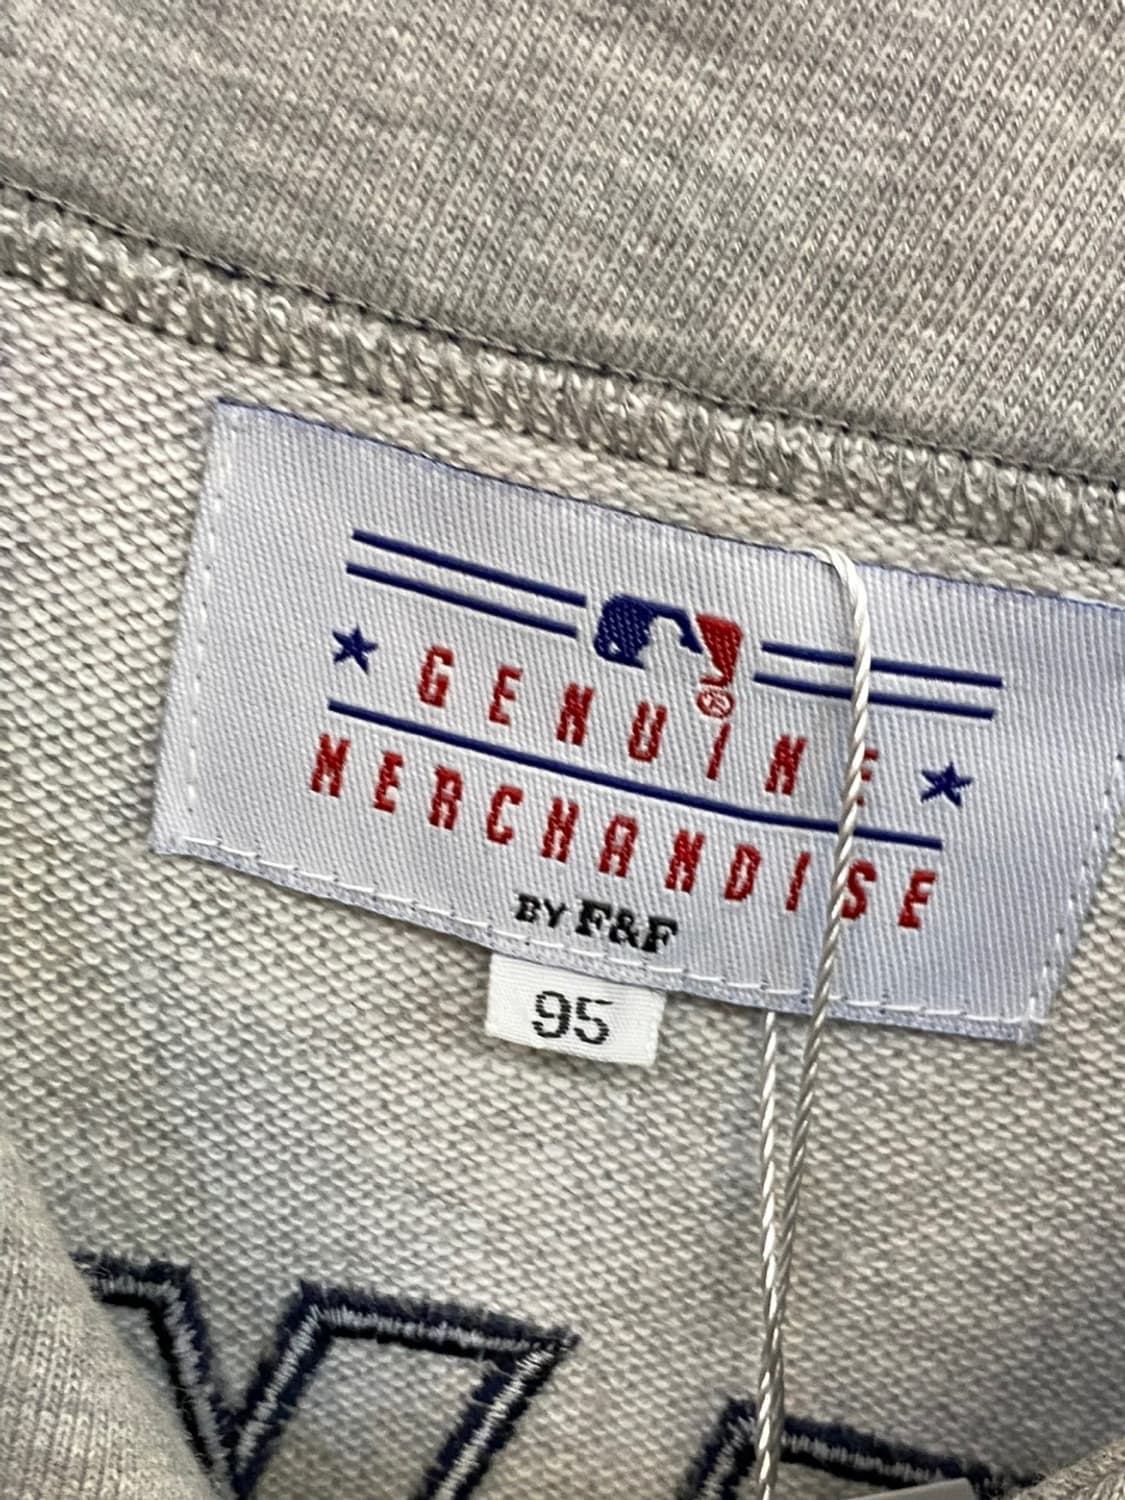 GENUINE
MERCHANDISE
BY F&F
95